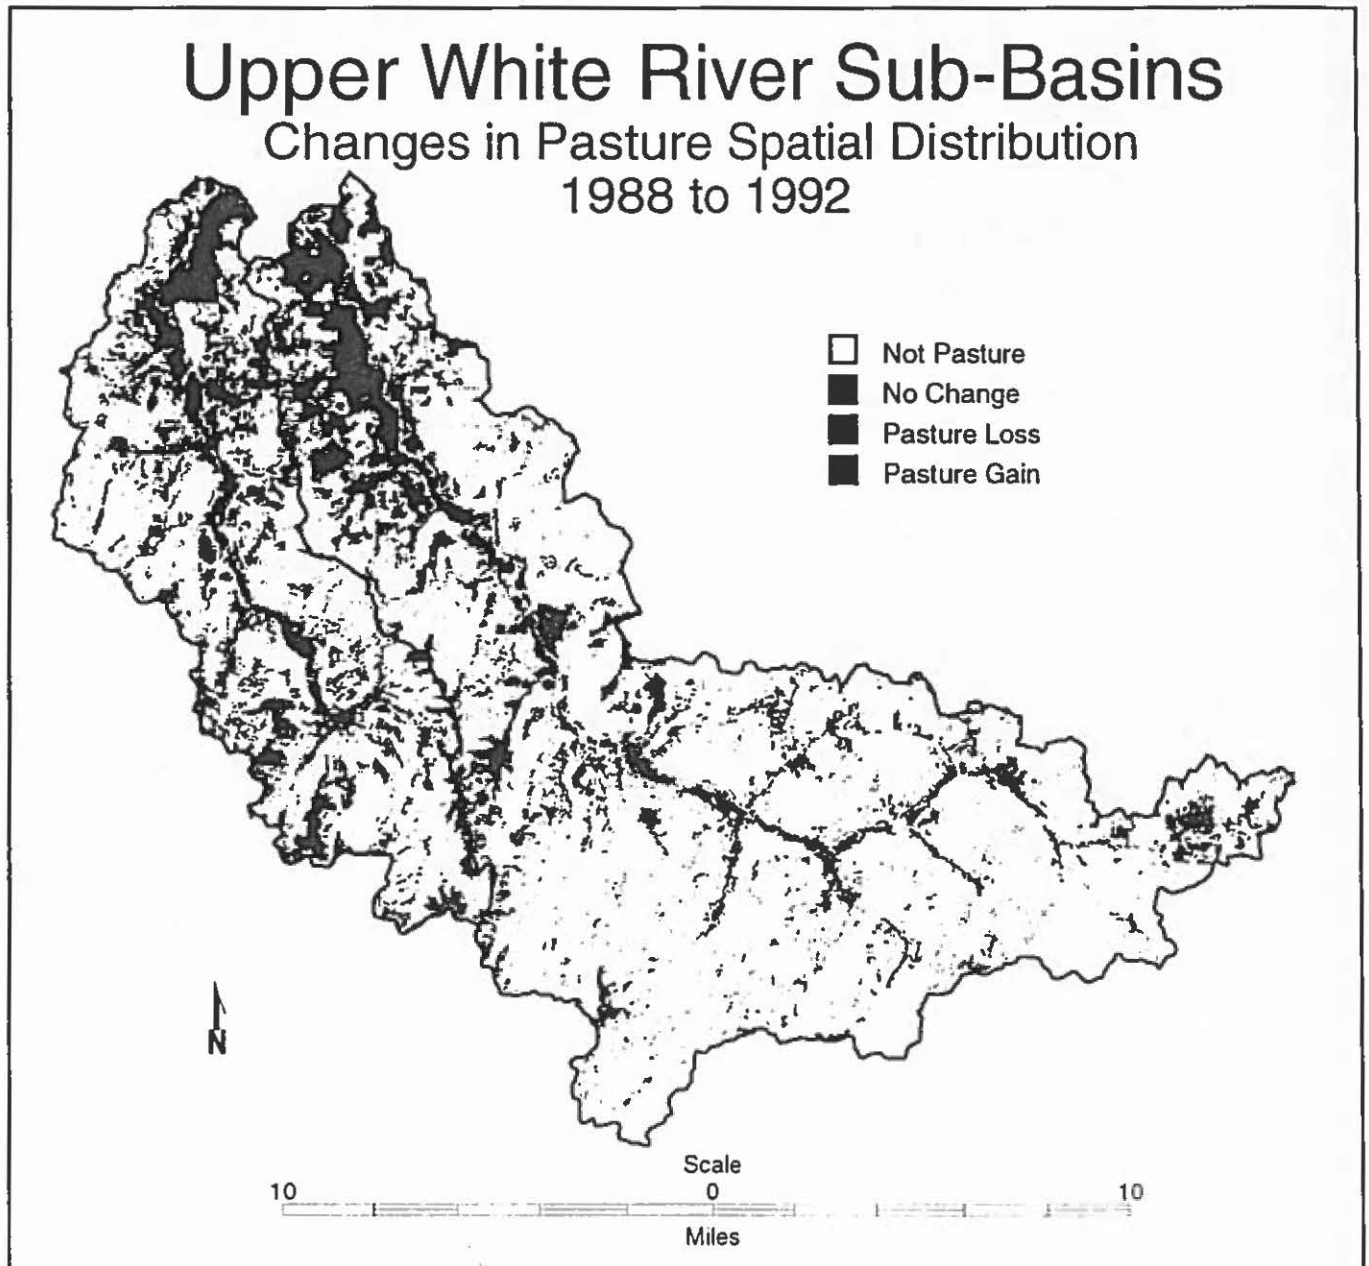 Upper White River Sub-Basins
Changes in Pasture Spatial Distribution
1988 to 1992
Not Pasture
No Change
Pasture Loss
Pasture Gain
N
Scale
10 0 10
Miles